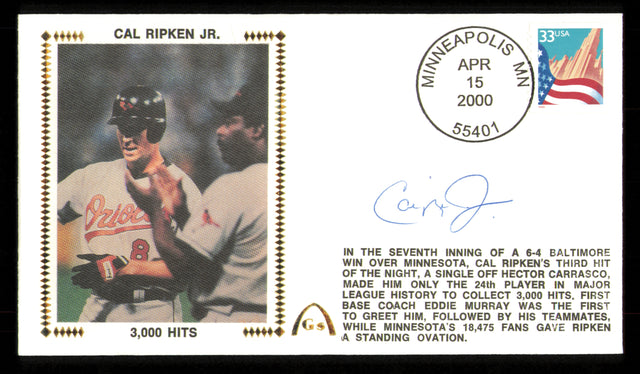 CAL RIPKEN JR.
Orio
8
3,000 HITS
Gs
MINNEAPOLIS MN
APR
15
2000
55401
33USA
IN THE SEVENTH INNING OF A 6-4 BALTIMORE
WIN OVER MINNESOTA, CAL RIPKEN'S THIRD HIT
OF THE NIGHT, A SINGLE OFF HECTOR CARRASCO,
MADE HIM ONLY THE 24th PLAYER IN MAJOR
LEAGUE HISTORY TO COLLECT 3,000 HITS, FIRST
BASE COACH EDDIE MURRAY WAS THE FIRST
TO GREET HIM, FOLLOWED BY HIS TEAMMATES,
WHILE MINNESOTA'S 18,475 FANS GAVE RIPKEN
A STANDING OVATION.